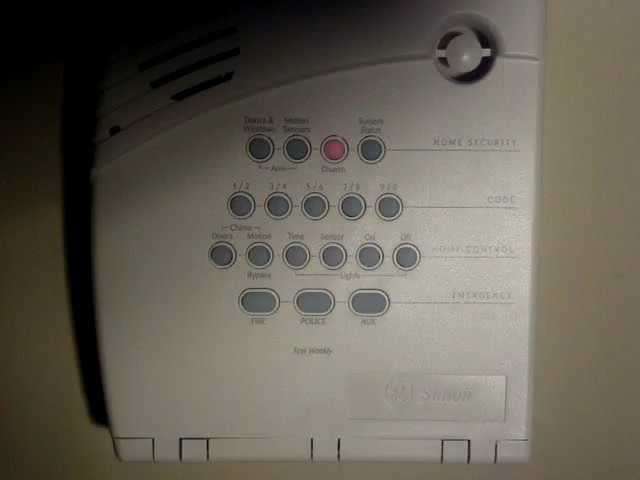 Doors & Windows
Motion Sensors
System Status
Arm
Disarm
HOME SECURITY
1/2 3/4 5/6 7/8 9/0
CODE
Chime
Doors Motion Time Sensor On Off
HOME CONTROL
Bypass
Lights
EMERGENCY
FIRE POLICE AUX
Test Weekly
Simon